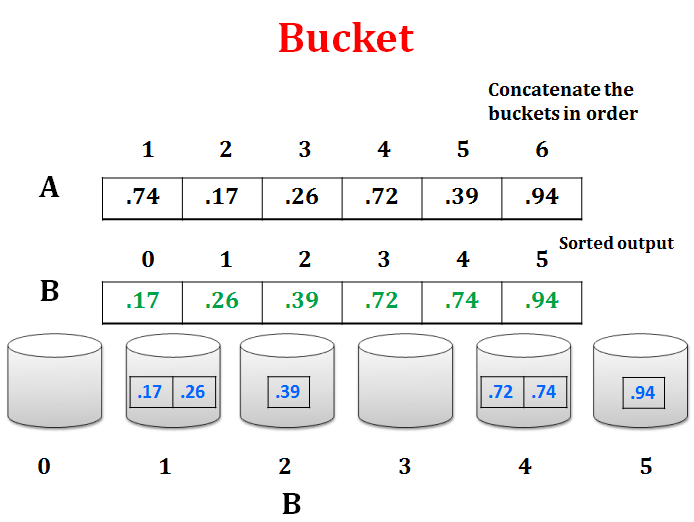 Bucket
Concatenate the
buckets in order
1 2 3 4 5 6
A .74 .17 .26 .72 .39 .94
Sorted output
0 1 2 3 4 5
B .17 .26 .39 .72 .74 .94
.17 .26 .39 .72 .74 .94
0 1 2 3 4 5
B